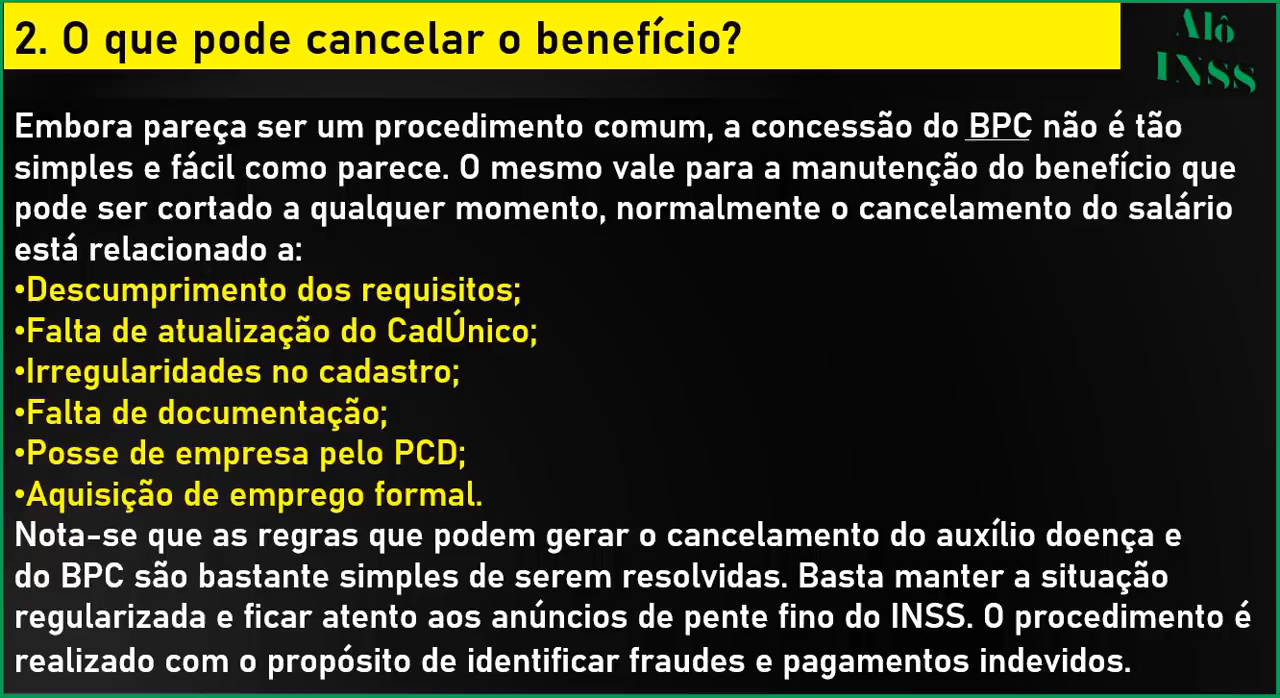 2. O que pode cancelar o benefício?
Alô
INSS
Embora pareça ser um procedimento comum, a concessão do BPC não é tão
simples e fácil como parece. O mesmo vale para a manutenção do benefício que
pode ser cortado a qualquer momento, normalmente o cancelamento do salário
está relacionado a:
•Descumprimento dos requisitos;
•Falta de atualização do CadÚnico;
•Irregularidades no cadastro;
•Falta de documentação;
•Posse de empresa pelo PCD;
•Aquisição de emprego formal.
Nota-se que as regras que podem gerar o cancelamento do auxílio doença e
do BPC são bastante simples de serem resolvidas. Basta manter a situação
regularizada e ficar atento aos anúncios de pente fino do INSS. O procedimento é
realizado com o propósito de identificar fraudes e pagamentos indevidos.